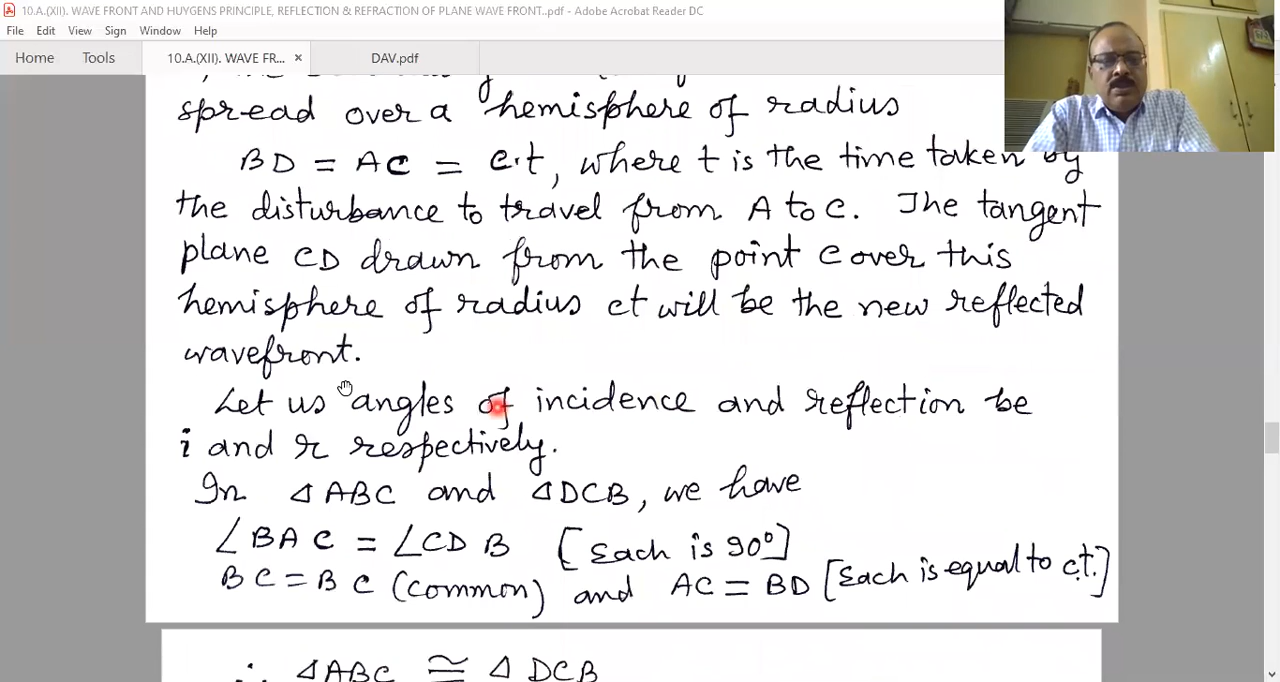 10.A.(XII). WAVE FRONT AND HUYGENS PRINCIPLE, REFLECTION & REFRACTION OF PLANE WAVE FRONT..pdf - Adobe Acrobat Reader DC
File Edit View Sign Window Help
Home Tools 10.A.(XII). WAVE FR... × DAV.pdf
spread over a hemisphere of radius
BD = AC = c.t, where t is the time taken by
the disturbance to travel from A to C. The tangent
plane CD drawn from the point C over this
hemisphere of radius ct will be the new reflected
wavefront.
Let us angles of incidence and reflection be
i and r respectively.
In △ABC and △DCB, we have
∠BAC = ∠CDB [Each is 90°]
BC = BC (common) and AC = BD [Each is equal to c.t.]
∴ △ABC ≅ △DCB